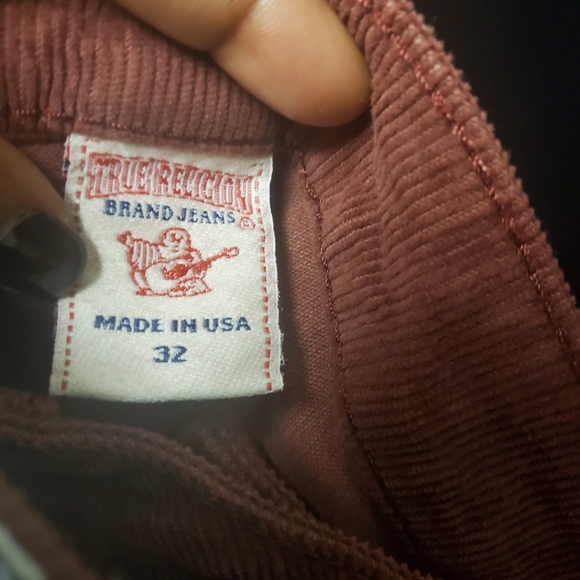 TRUE RELIGION
BRAND JEANS
©
MADE IN USA
32